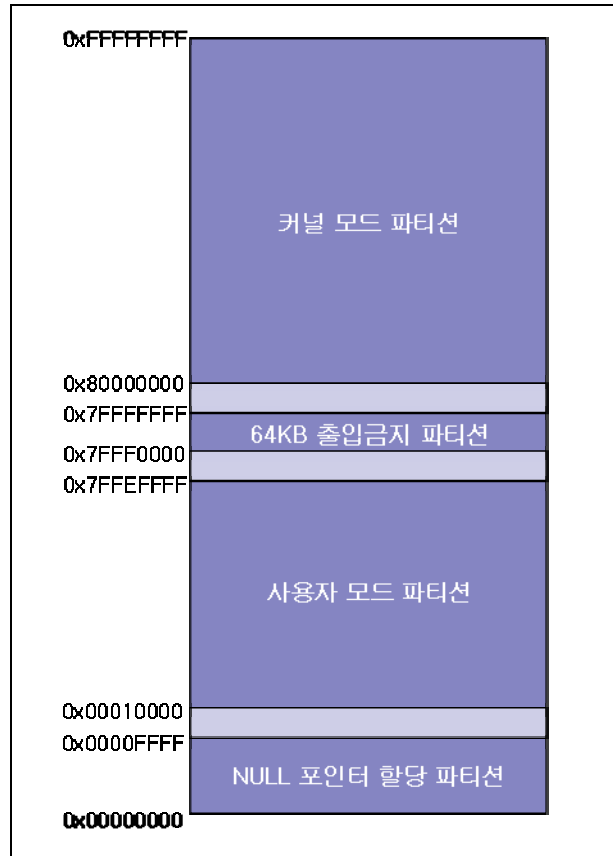 0xFFFFFFFF
커널 모드 파티션
0x80000000
0x7FFFFFFF
64KB 출입금지 파티션
0x7FFF0000
0x7FFEFFFF
사용자 모드 파티션
0x00010000
0x0000FFFF
NULL 포인터 할당 파티션
0x00000000